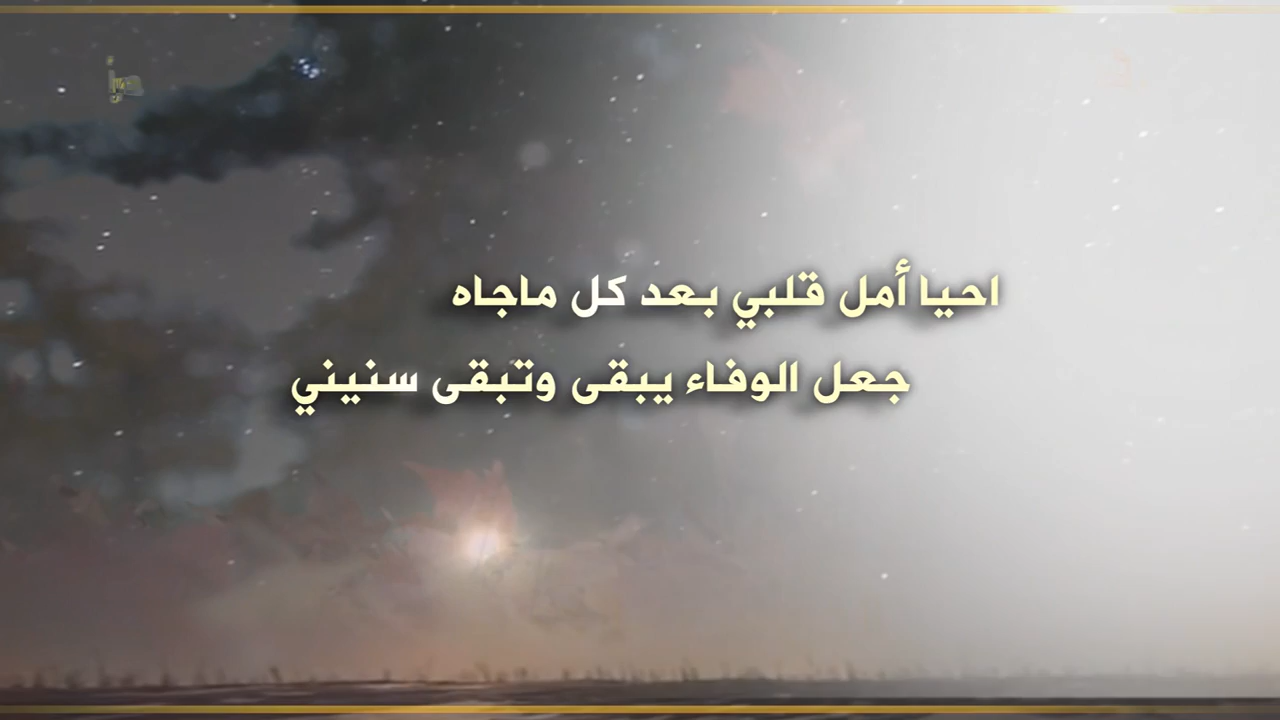 احيا أمل قلبي بعد كل ماجاه
جعل الوفاء يبقى وتبقى سنيني